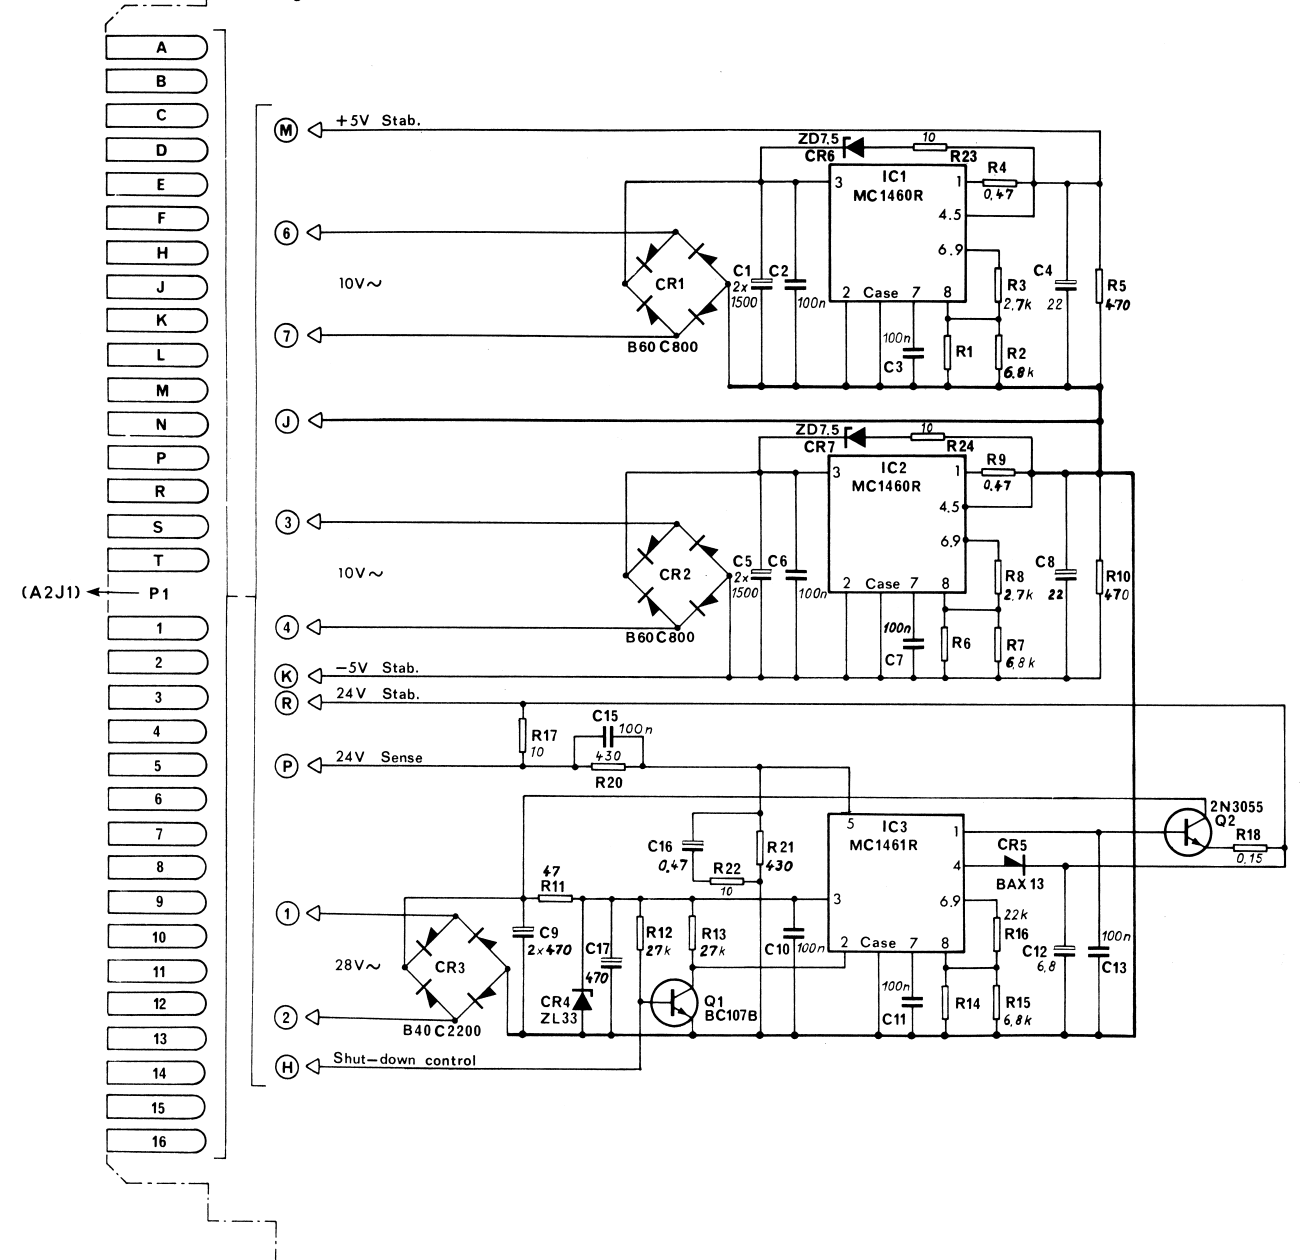 A
B
C
D
E
F
H
J
K
L
M
N
P
R
S
T
(A2J1) P1
1
2
3
4
5
6
7
8
9
10
11
12
13
14
15
16
M +5V Stab.
6
10V~
7
J
3
10V~
4
K -5V Stab.
R 24V Stab.
P 24V Sense
1
28V~
2
H Shut-down control
ZD7.5
CR6
10
R23
IC1
MC1460R
3
1
4.5
6.9
2 Case 7 8
R4
0,47
CR1
B60C800
C1
2x
1500
C2
100n
100n
C3
R1
R3
2,7k
R2
6.8k
C4
22
R5
470
ZD7.5
CR7
10
R24
IC2
MC1460R
3
1
4.5
6.9
2 Case 7 8
R9
0.47
CR2
B60C800
C5
2x
1500
C6
100n
100n
C7
R6
R8
2,7k
R7
6,8k
C8
22
R10
470
R17
10
C15
100n
430
R20
C16
0.47
R21
430
R22
10
47
R11
C9
2x470
C17
470
R12
27k
R13
27k
C10
100n
CR3
B40C2200
CR4
ZL33
Q1
BC107B
5
IC3
MC1461R
3
1
4
6.9
2 Case 7 8
CR5
BAX 13
2N3055
Q2
R18
0,15
22k
R16
100n
C11
R14
R15
6,8k
C12
6,8
100n
C13